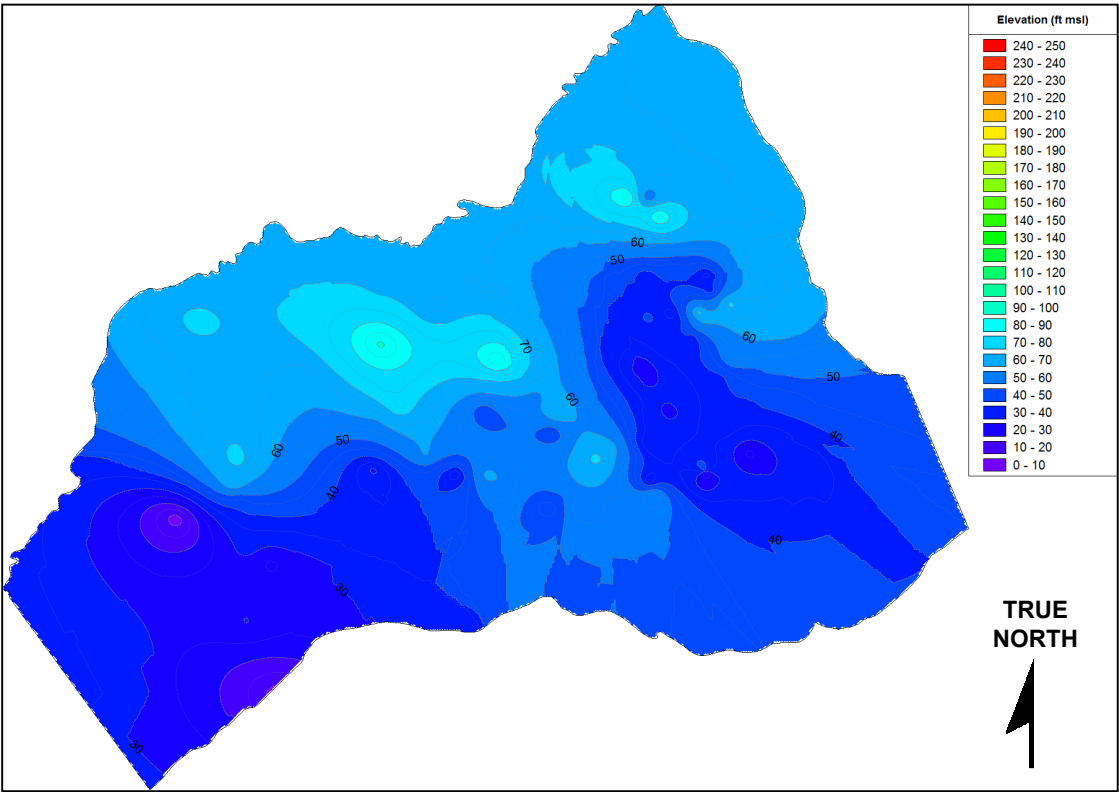 Elevation (ft msl)
240 - 250
230 - 240
220 - 230
210 - 220
200 - 210
190 - 200
180 - 190
170 - 180
160 - 170
150 - 160
140 - 150
130 - 140
120 - 130
110 - 120
100 - 110
90 - 100
80 - 90
70 - 80
60 - 70
50 - 60
40 - 50
30 - 40
20 - 30
10 - 20
0 - 10
60
50
60
70
50
60
50
60
40
40
40
30
30
TRUE
NORTH